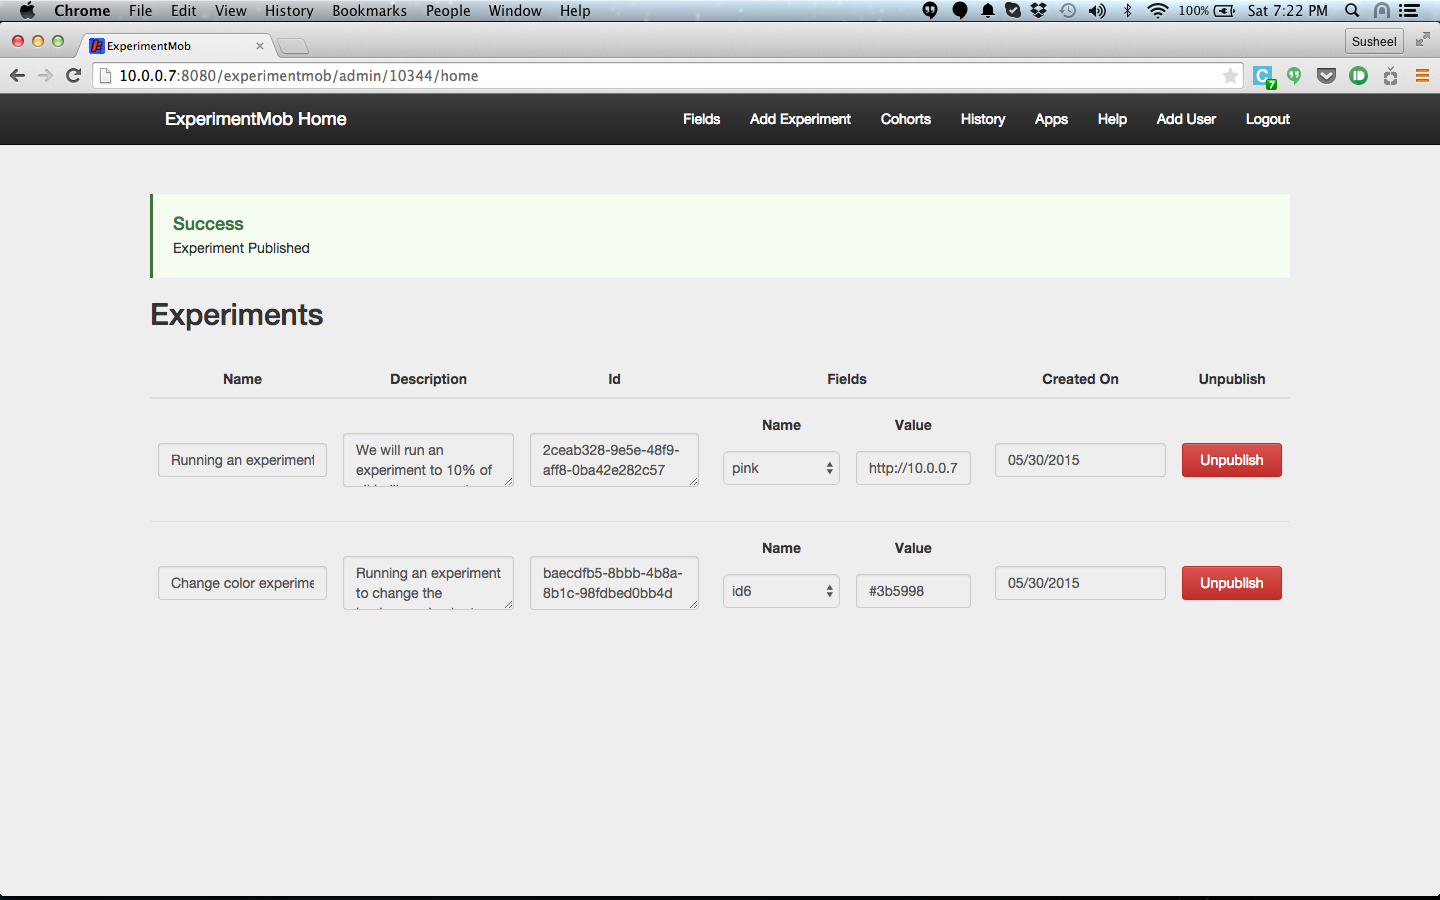 Chrome File Edit View History Bookmarks People Window Help 100% Sat 7:22 PM
ExperimentMob Susheel
10.0.0.7:8080/experimentmob/admin/10344/home C 7
ExperimentMob Home Fields Add Experiment Cohorts History Apps Help Add User Logout
Success
Experiment Published
Experiments
Name Description Id Fields Created On Unpublish
Name Value
Running an experiment We will run an experiment to 10% of 2ceab328-9e5e-48f9-aff8-0ba42e282c57 pink http://10.0.0.7 05/30/2015 Unpublish
Name Value
Change color experime Running an experiment to change the baecdfb5-8bbb-4b8a-8b1c-98fdbed0bb4d id6 #3b5998 05/30/2015 Unpublish